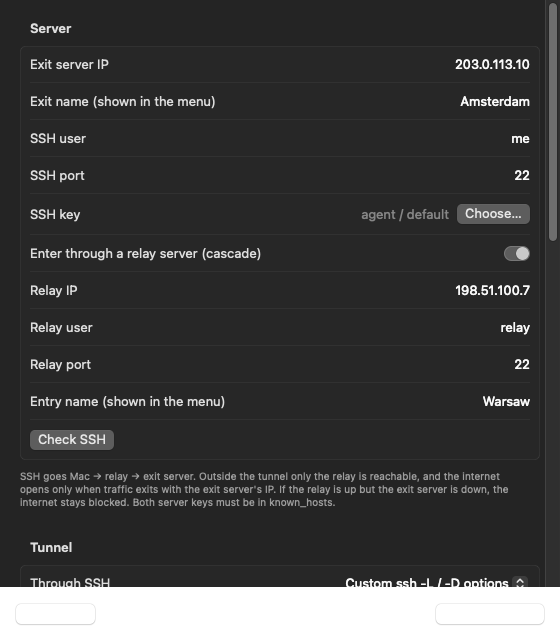 Server
Exit server IP 203.0.113.10
Exit name (shown in the menu) Amsterdam
SSH user me
SSH port 22
SSH key agent / default Choose...
Enter through a relay server (cascade)
Relay IP 198.51.100.7
Relay user relay
Relay port 22
Entry name (shown in the menu) Warsaw
Check SSH
SSH goes Mac → relay → exit server. Outside the tunnel only the relay is reachable, and the internet
opens only when traffic exits with the exit server's IP. If the relay is up but the exit server is down, the
internet stays blocked. Both server keys must be in known_hosts.
Tunnel
Through SSH Custom ssh -L / -D options